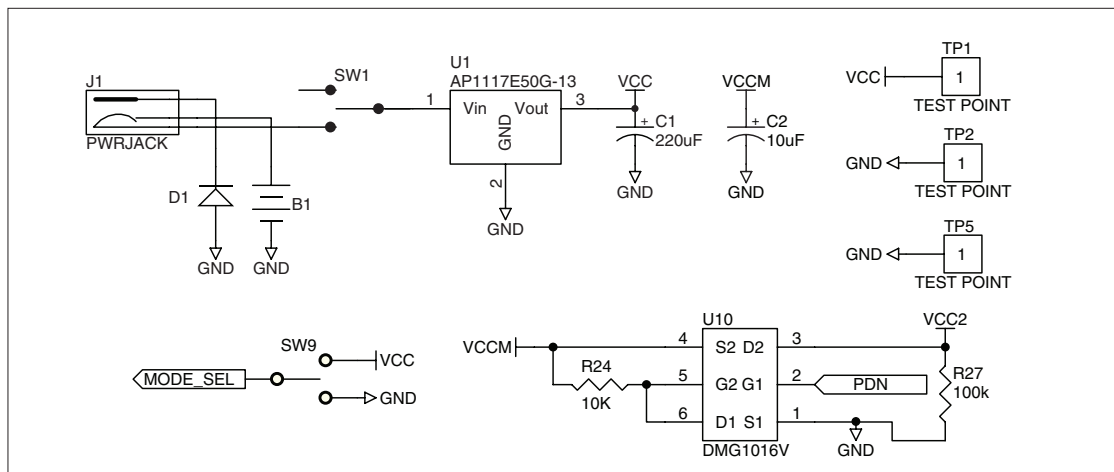 J1
PWRJACK
D1
GND
B1
GND
SW1
U1
AP1117E50G-13
1
Vin
Vout
3
GND
2
GND
VCC
+
C1
220uF
GND
VCCM
+
C2
10uF
GND
TP1
VCC
1
TEST POINT
TP2
GND
1
TEST POINT
TP5
GND
1
TEST POINT
SW9
MODE_SEL
VCC
GND
VCCM
R24
10K
U10
4
S2 D2
3
5
G2 G1
2
6
D1 S1
1
DMG1016V
PDN
VCC2
R27
100k
GND